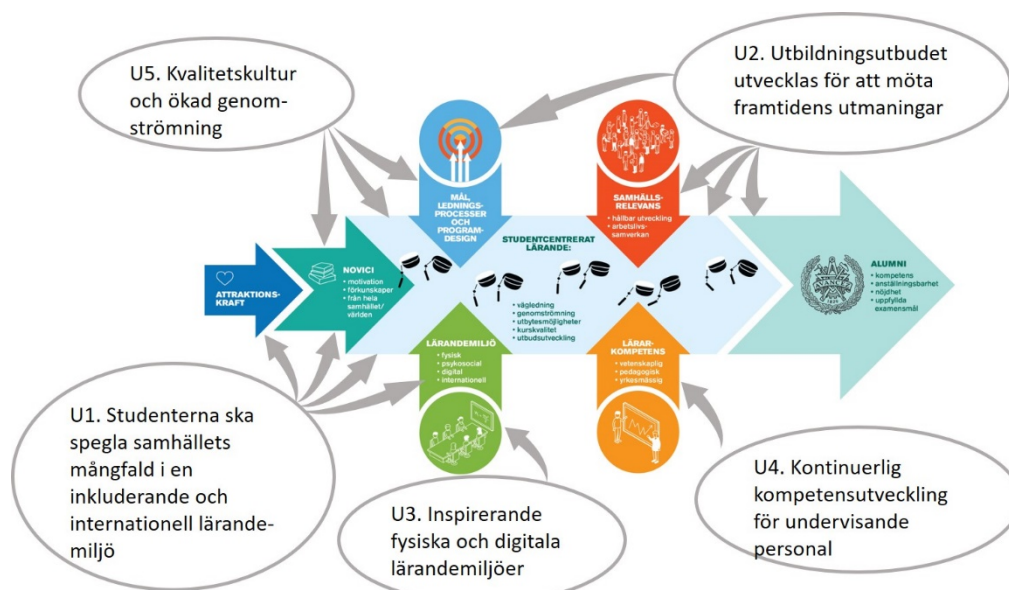 U5. Kvalitetskultur
och ökad genom-
strömning
U2. Utbildningsutbudet
utvecklas för att möta
framtidens utmaningar
MÅL,
LEDNINGS-
PROCESSER
OCH
PROGRAM-
DESIGN
SAMHÄLLS-
RELEVANS
• hållbar utveckling
• arbetslivs-
samverkan
ATTRAKTIONS-
KRAFT
NOVICI
• motivation
• förkunskaper
• från hela
samhället/
världen
STUDENTCENTRERAT
LÄRANDE:
• vägledning
• genomströmning
• utbytesmöjligheter
• kurskvalitet
• utbudsutveckling
AVANCEZ
ALUMNI
• kompetens
• anställningsbarhet
• nöjdhet
• uppfyllda
examensmål
LÄRANDEMILJÖ
• fysisk
• psykosocial
• digital
• internationell
LÄRAR-
KOMPETENS
• vetenskaplig
• pedagogisk
• yrkesmässig
U1. Studenterna ska
spegla samhällets
mångfald i en
inkluderande och
internationell lärande-
miljö
U3. Inspirerande
fysiska och digitala
lärandemiljöer
U4. Kontinuerlig
kompetensutveckling
för undervisande
personal